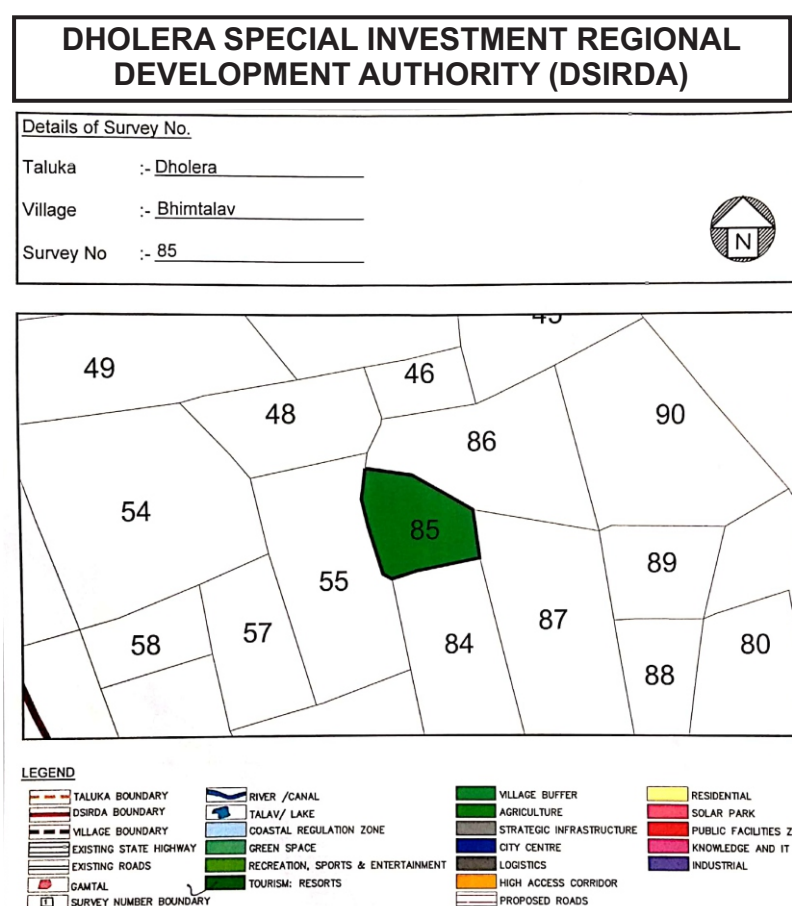 DHOLERA SPECIAL INVESTMENT REGIONAL
DEVELOPMENT AUTHORITY (DSIRDA)
Details of Survey No.
Taluka :- Dholera
Village :- Bhimtalav
Survey No :- 85
N
49
46
48
86
90
54
85
55
89
58
57
84
87
88
80
LEGEND
TALUKA BOUNDARY
DSIRDA BOUNDARY
VILLAGE BOUNDARY
EXISTING STATE HIGHWAY
EXISTING ROADS
GAMTAL
SURVEY NUMBER BOUNDARY
RIVER /CANAL
TALAV/ LAKE
COASTAL REGULATION ZONE
GREEN SPACE
RECREATION, SPORTS & ENTERTAINMENT
TOURISM: RESORTS
VILLAGE BUFFER
AGRICULTURE
STRATEGIC INFRASTRUCTURE
CITY CENTRE
LOGISTICS
HIGH ACCESS CORRIDOR
PROPOSED ROADS
RESIDENTIAL
SOLAR PARK
PUBLIC FACILITIES Z
KNOWLEDGE AND IT
INDUSTRIAL